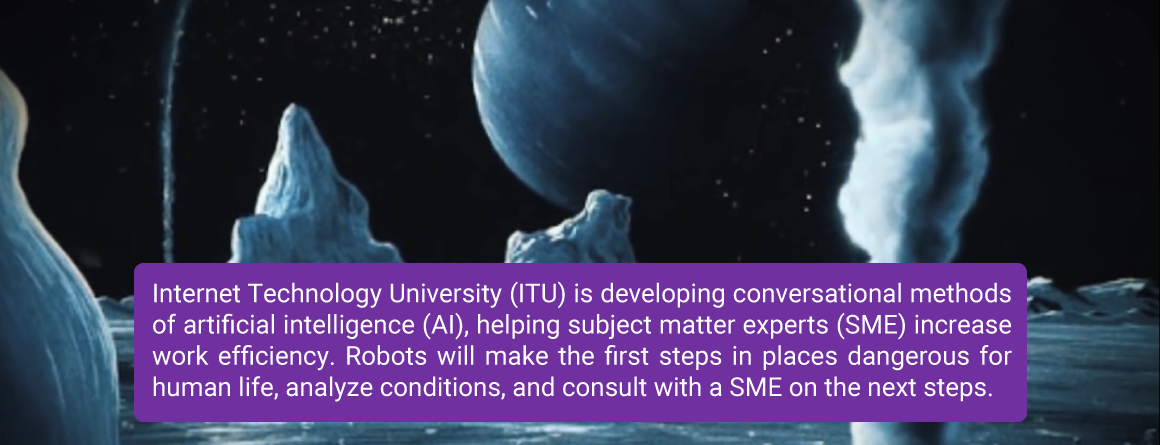 Internet Technology University (ITU) is developing conversational methods
of artificial intelligence (AI), helping subject matter experts (SME) increase
work efficiency. Robots will make the first steps in places dangerous for
human life, analyze conditions, and consult with a SME on the next steps.